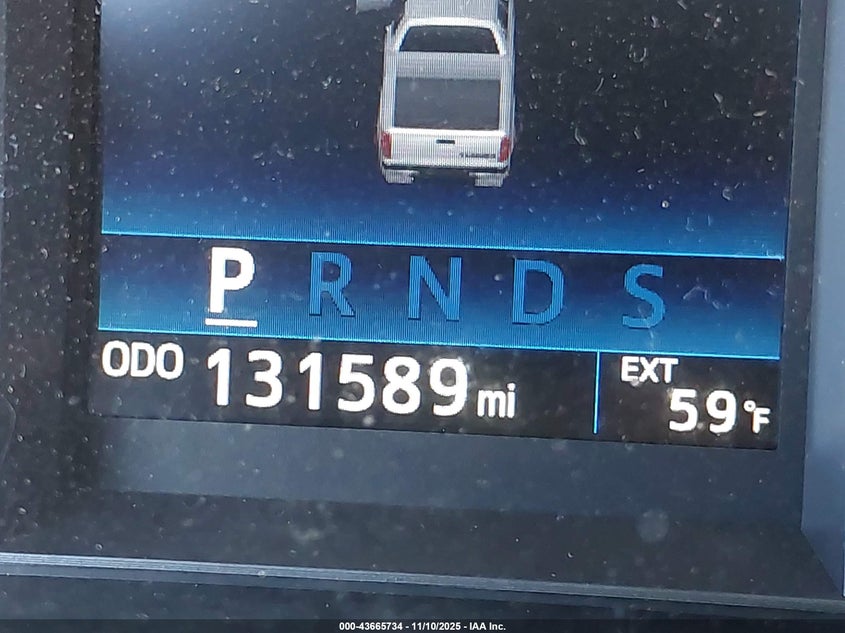 P R N D S
ODO 131589 mi
EXT
59°F
000-43665734 - 11/10/2025 - IAA Inc.